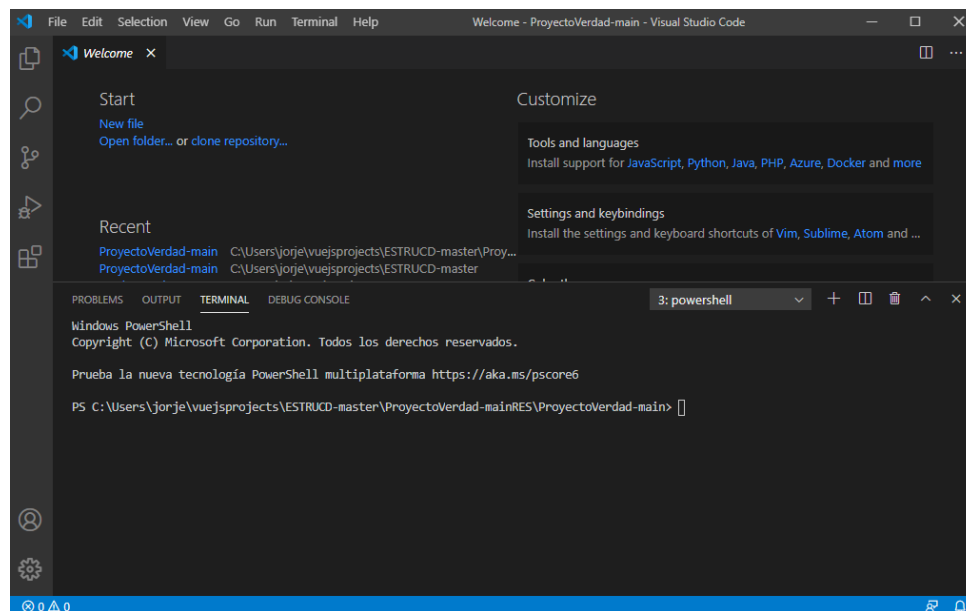 File Edit Selection View Go Run Terminal Help Welcome - ProyectoVerdad-main - Visual Studio Code
Welcome
Start
New file
Open folder... or clone repository...
Recent
ProyectoVerdad-main C:\Users\jorje\vuejsprojects\ESTRUCD-master\Proy...
ProyectoVerdad-main C:\Users\jorje\vuejsprojects\ESTRUCD-master
Customize
Tools and languages
Install support for JavaScript, Python, Java, PHP, Azure, Docker and more
Settings and keybindings
Install the settings and keyboard shortcuts of Vim, Sublime, Atom and ...
PROBLEMS OUTPUT TERMINAL DEBUG CONSOLE 3: powershell
Windows PowerShell
Copyright (C) Microsoft Corporation. Todos los derechos reservados.
Prueba la nueva tecnología PowerShell multiplataforma https://aka.ms/pscore6
PS C:\Users\jorje\vuejsprojects\ESTRUCD-master\ProyectoVerdad-mainRES\ProyectoVerdad-main>
0 0